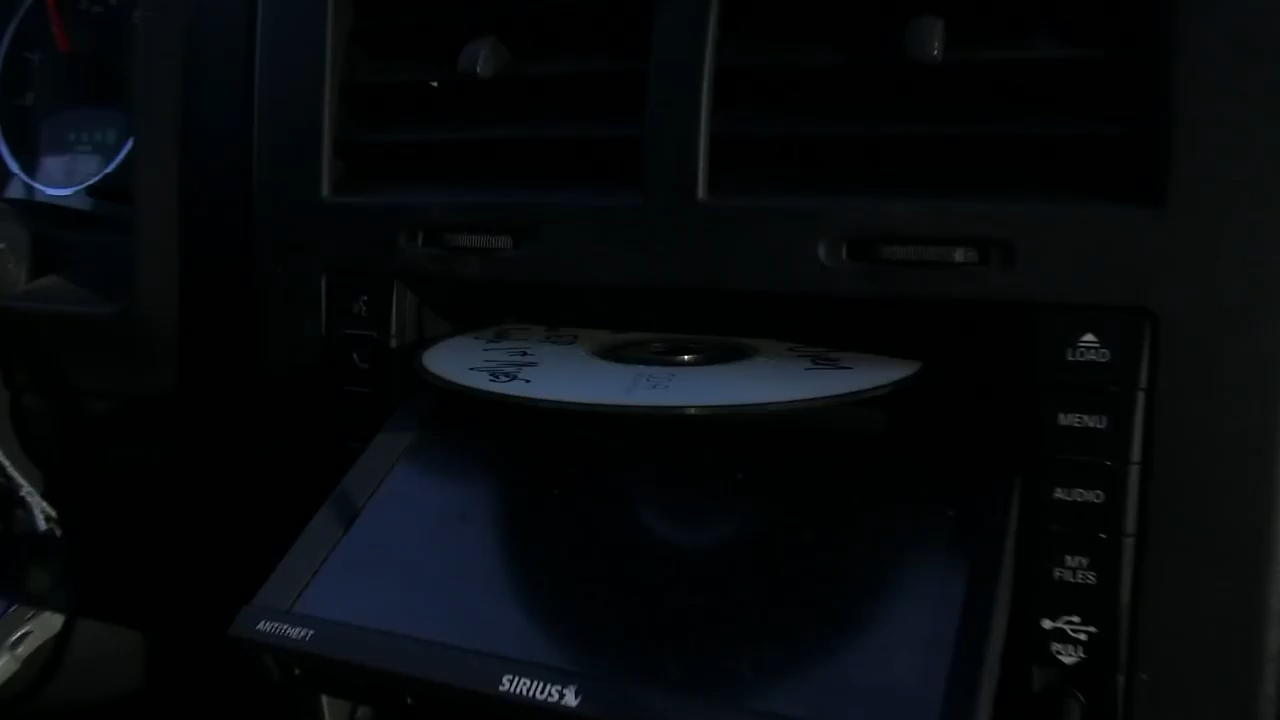 LOAD
MENU
AUDIO
MY
FILES
PULL
ANTITHEFT
SIRIUS